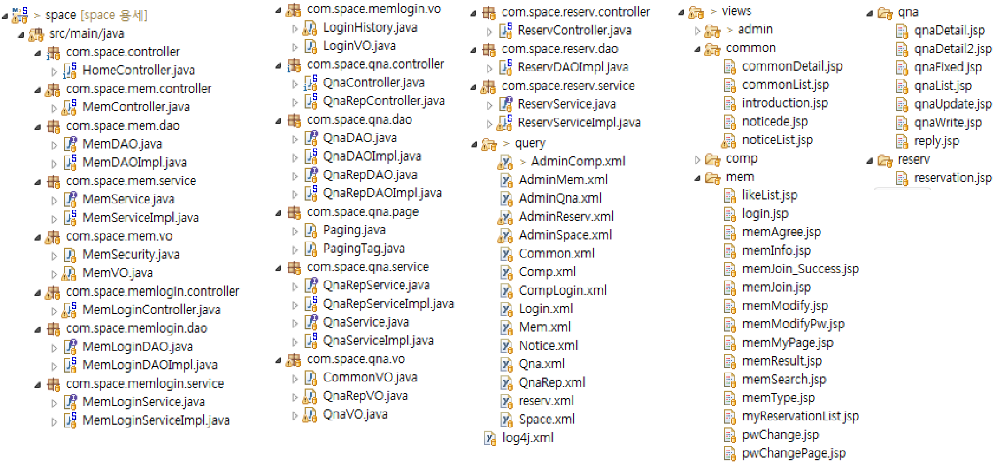 > space [space 용세]
src/main/java
com.space.controller
HomeController.java
com.space.mem.controller
MemController.java
com.space.mem.dao
MemDAO.java
MemDAOImpl.java
com.space.mem.service
MemService.java
MemServiceImpl.java
com.space.mem.vo
MemSecurity.java
MemVO.java
com.space.memlogin.controller
MemLoginController.java
com.space.memlogin.dao
MemLoginDAO.java
MemLoginDAOImpl.java
com.space.memlogin.service
MemLoginService.java
MemLoginServiceImpl.java
com.space.memlogin.vo
LoginHistory.java
LoginVO.java
com.space.qna.controller
QnaController.java
QnaRepController.java
com.space.qna.dao
QnaDAO.java
QnaDAOImpl.java
QnaRepDAO.java
QnaRepDAOImpl.java
com.space.qna.page
Paging.java
PagingTag.java
com.space.qna.service
QnaRepService.java
QnaRepServiceImpl.java
QnaService.java
QnaServiceImpl.java
com.space.qna.vo
CommonVO.java
QnaRepVO.java
QnaVO.java
com.space.reserv.controller
ReservController.java
com.space.reserv.dao
ReservDAOImpl.java
com.space.reserv.service
ReservService.java
ReservServiceImpl.java
> query
> AdminComp.xml
AdminMem.xml
AdminQna.xml
AdminReserv.xml
AdminSpace.xml
Common.xml
Comp.xml
CompLogin.xml
Login.xml
Mem.xml
Notice.xml
Qna.xml
QnaRep.xml
reserv.xml
Space.xml
log4j.xml
> views
> admin
common
commonDetail.jsp
commonList.jsp
introduction.jsp
noticede.jsp
noticeList.jsp
comp
mem
likeList.jsp
login.jsp
memAgree.jsp
memInfo.jsp
memJoin_Success.jsp
memJoin.jsp
memModify.jsp
memModifyPw.jsp
memMyPage.jsp
memResult.jsp
memSearch.jsp
memType.jsp
myReservationList.jsp
pwChange.jsp
pwChangePage.jsp
qna
qnaDetail.jsp
qnaDetail2.jsp
qnaFixed.jsp
qnaList.jsp
qnaUpdate.jsp
qnaWrite.jsp
reply.jsp
reserv
reservation.jsp